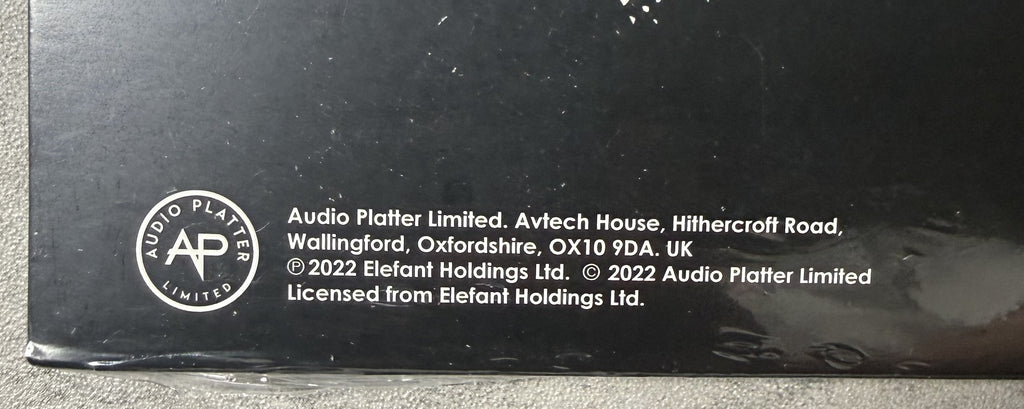 AUDIO PLATTER
AP
LIMITED
Audio Platter Limited. Avtech House, Hithercroft Road,
Wallingford, Oxfordshire, OX10 9DA. UK
℗ 2022 Elefant Holdings Ltd. © 2022 Audio Platter Limited
Licensed from Elefant Holdings Ltd.